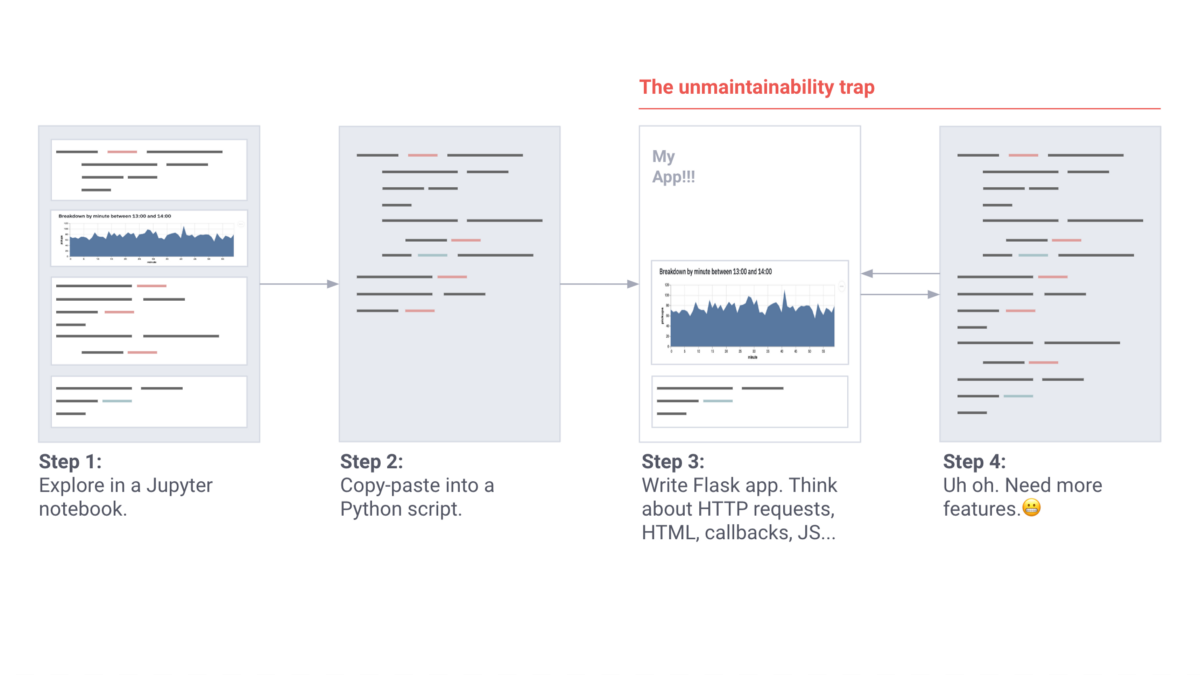 The unmaintainability trap
Breakdown by minute between 13:00 and 14:00
My
App!!!
Breakdown by minute between 13:00 and 14:00
Step 1:
Explore in a Jupyter
notebook.
Step 2:
Copy-paste into a
Python script.
Step 3:
Write Flask app. Think
about HTTP requests,
HTML, callbacks, JS...
Step 4:
Uh oh. Need more
features.😬